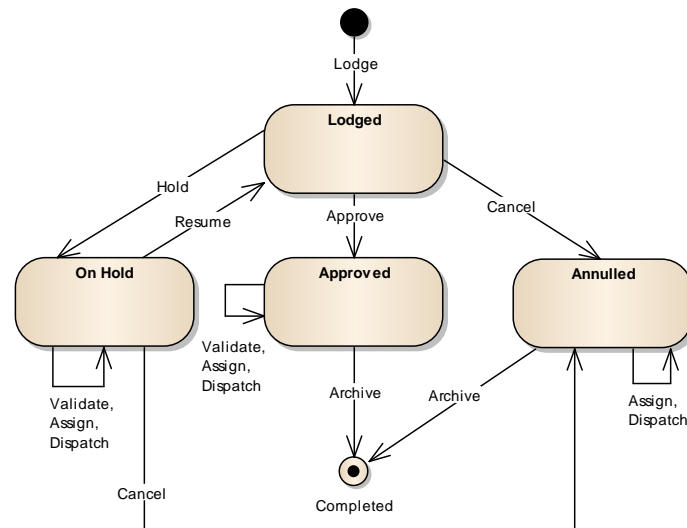 Lodge
Lodged
Hold
Resume
Approve
Cancel
On Hold
Approved
Annulled
Validate,
Assign,
Dispatch
Validate,
Assign,
Dispatch
Archive
Archive
Assign,
Dispatch
Cancel
Completed